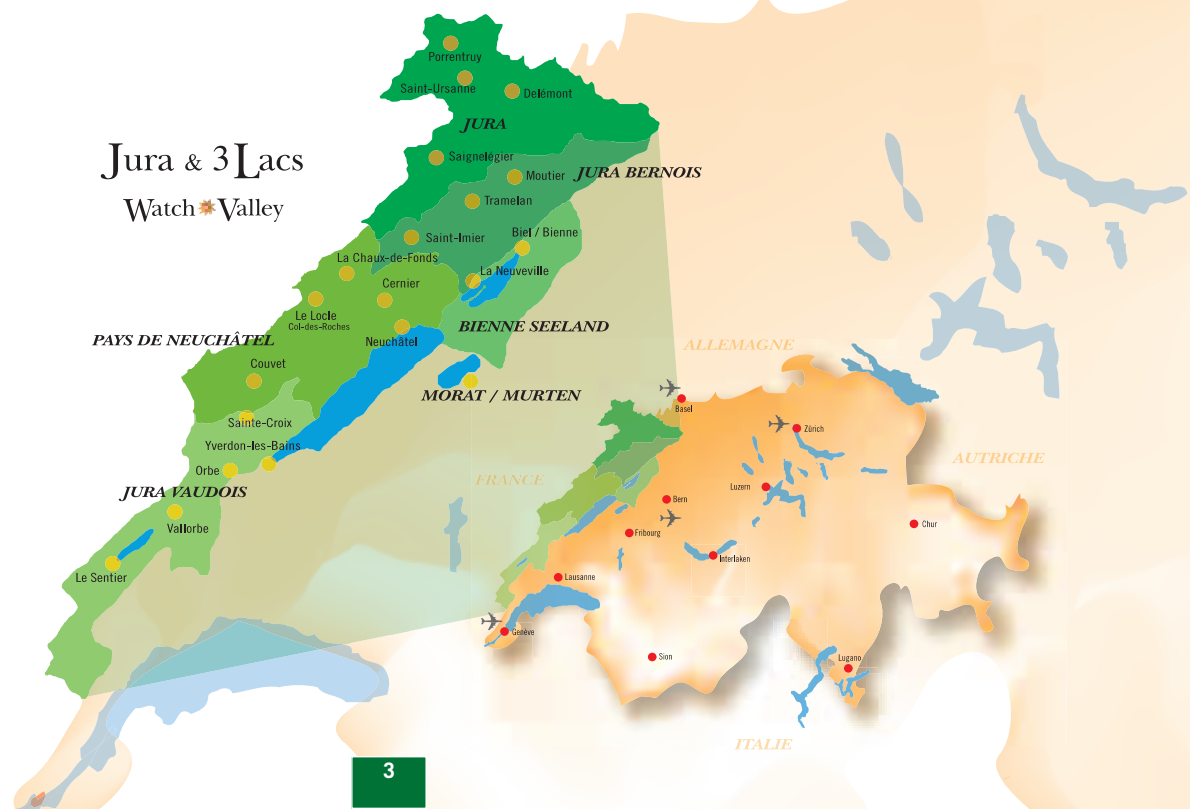 Jura & 3 Lacs
Watch Valley
Porrentruy
Saint-Ursanne
Delémont
JURA
Saignelégier
Moutier
JURA BERNOIS
Tramelan
Saint-Imier
Biel / Bienne
La Chaux-de-Fonds
La Neuveville
Cernier
Le Locle
Col-des-Roches
BIENNE SEELAND
PAYS DE NEUCHÂTEL
Neuchâtel
Couvet
MORAT / MURTEN
Sainte-Croix
Yverdon-les-Bains
Orbe
JURA VAUDOIS
Vallorbe
Le Sentier
ALLEMAGNE
Basel
Zürich
AUTRICHE
FRANCE
Luzern
Bern
Chur
Fribourg
Interlaken
Lausanne
Genève
Sion
Lugano
ITALIE
3